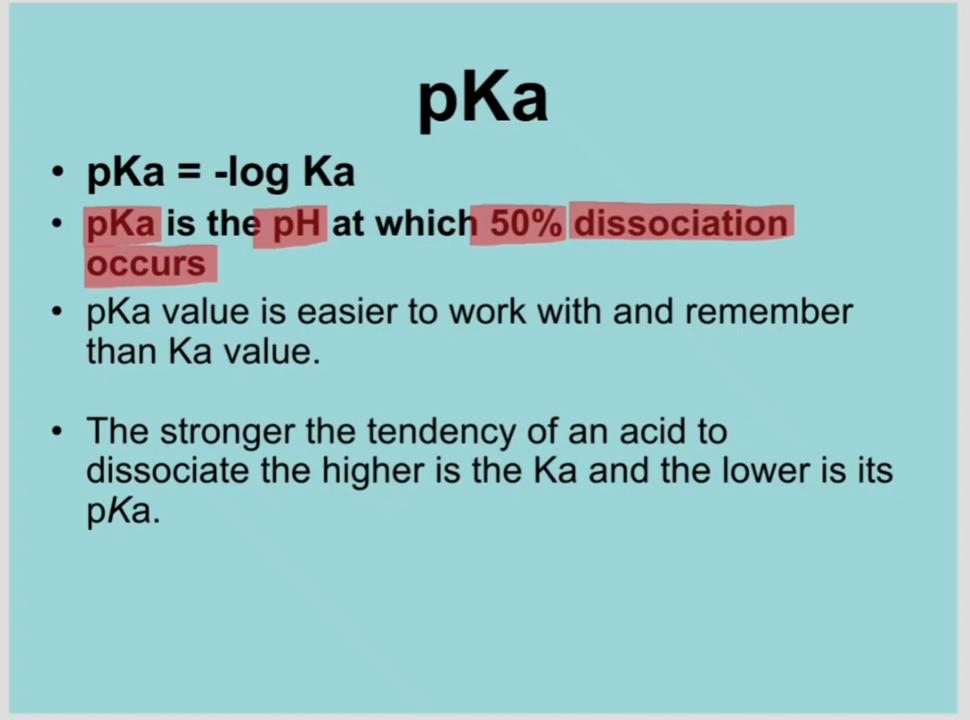 pKa
• pKa = -log Ka
• pKa is the pH at which 50% dissociation
occurs
• pKa value is easier to work with and remember
than Ka value.
• The stronger the tendency of an acid to
dissociate the higher is the Ka and the lower is its
pKa.